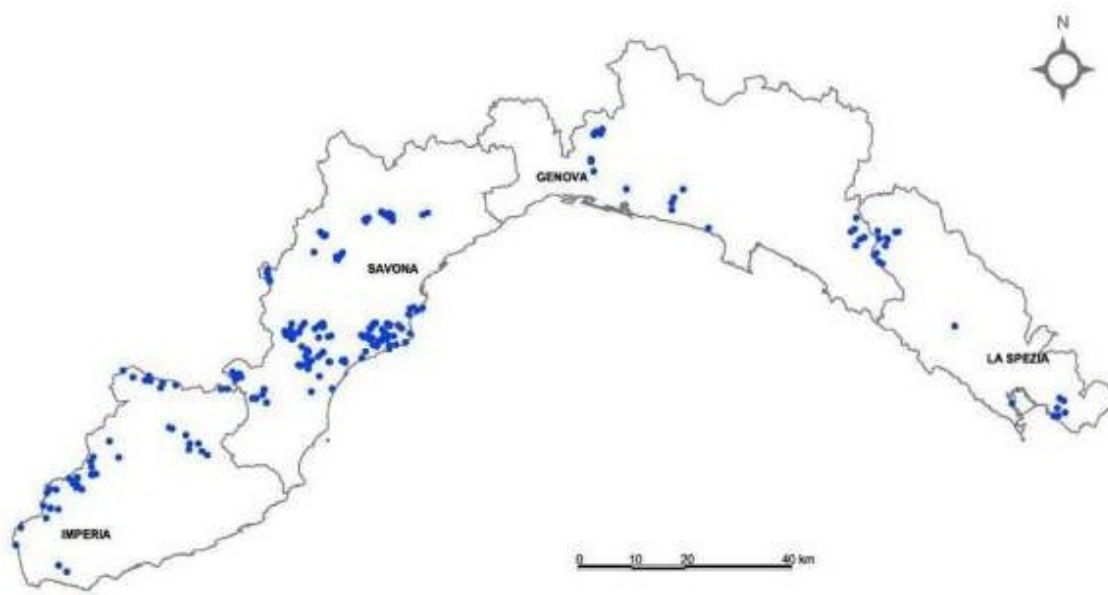 N
GENOVA
SAVONA
LA SPEZIA
IMPERIA
0 10 20 40 km